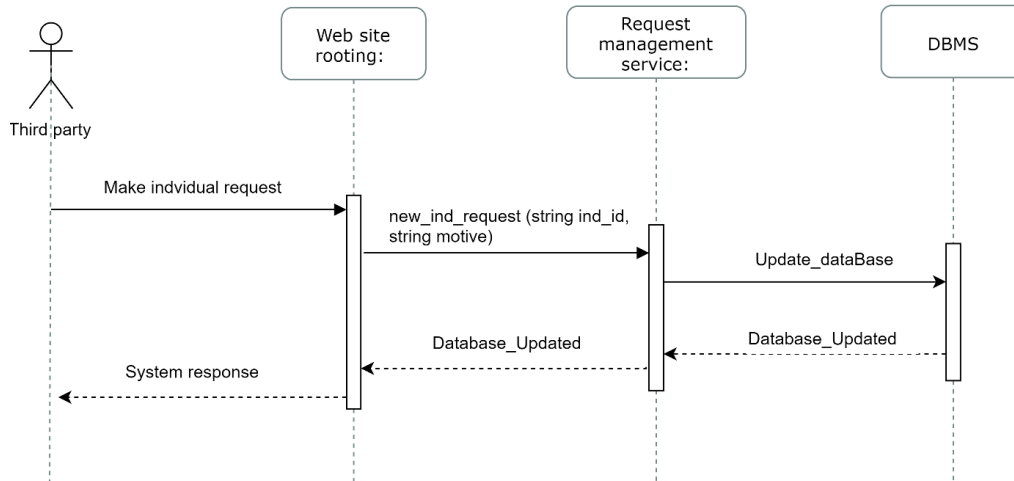 Web site
rooting:
Request
management
service:
DBMS
Third party
Make indvidual request
new_ind_request (string ind_id,
string motive)
Update_dataBase
Database_Updated
Database_Updated
System response